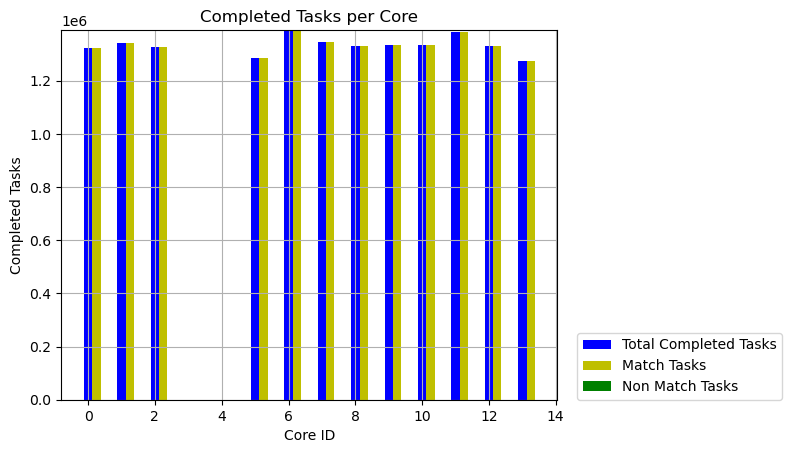 Completed Tasks per Core
1e6
1.2
1.0
0.8
0.6
0.4
0.2
0.0
Completed Tasks
0 2 4 6 8 10 12 14
Core ID
Total Completed Tasks
Match Tasks
Non Match Tasks